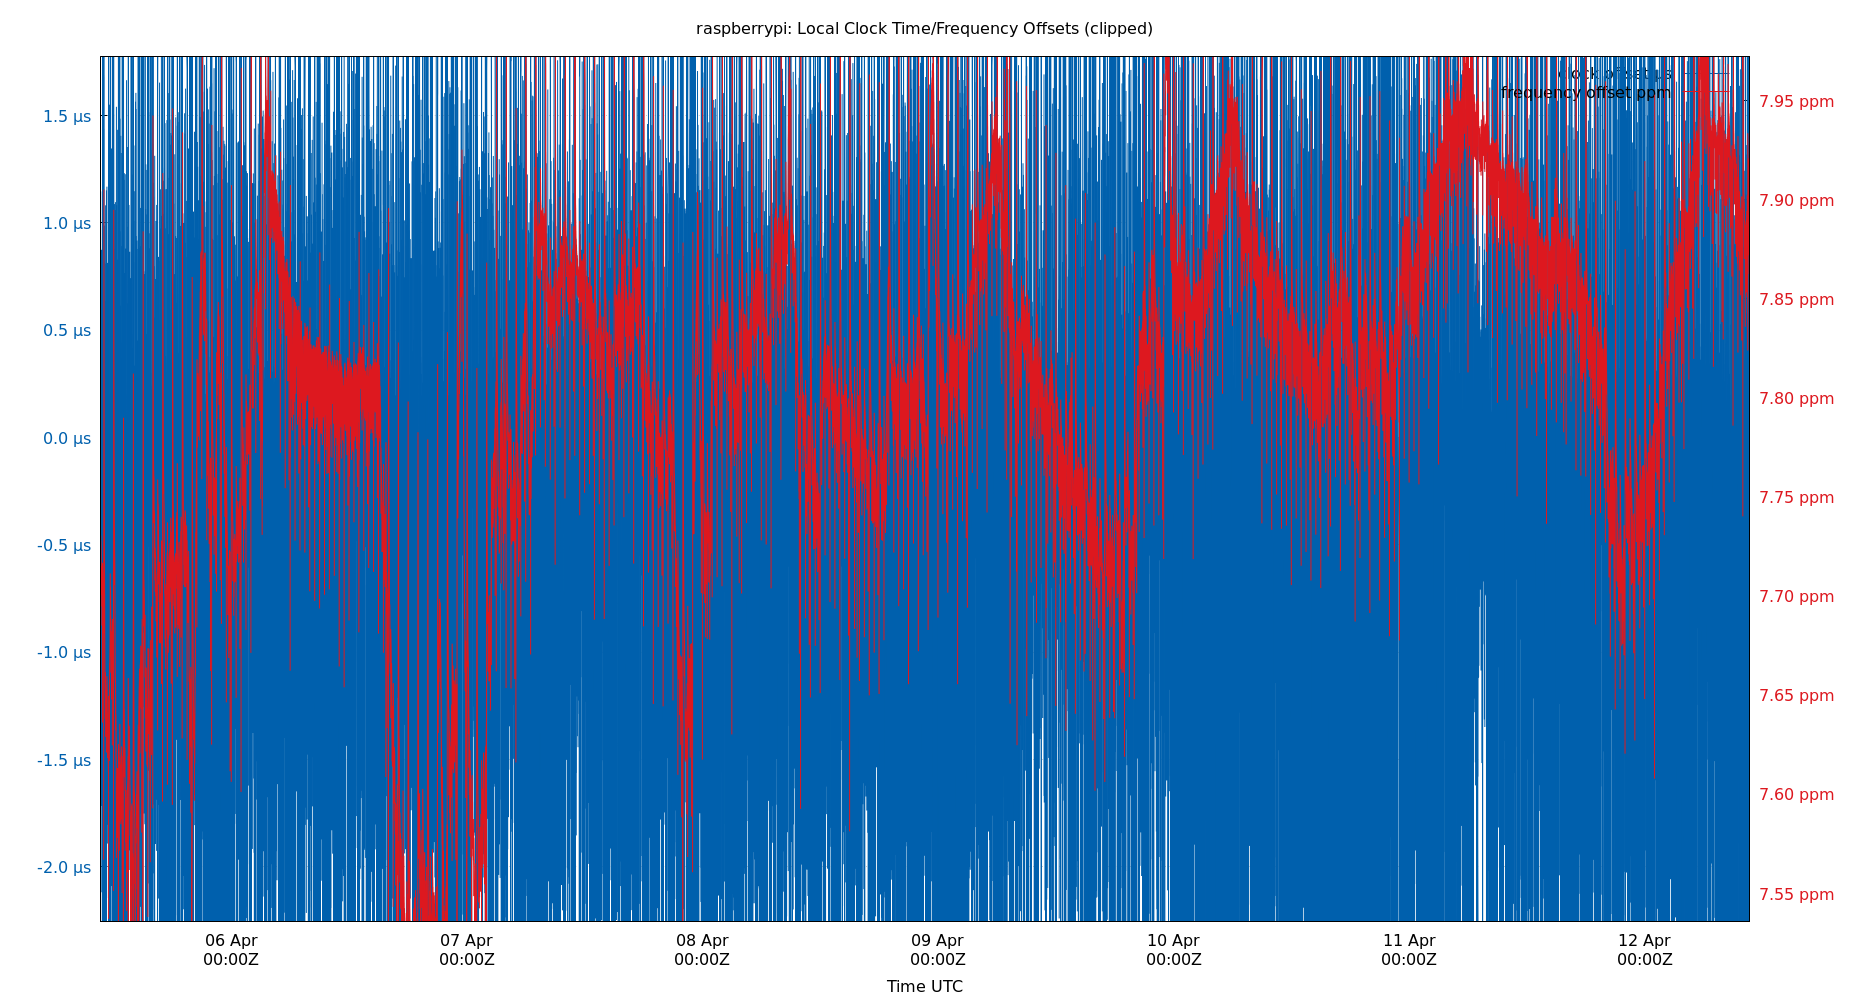 raspberrypi: Local Clock Time/Frequency Offsets (clipped)
clock offset µs
frequency offset ppm
1.5 µs
1.0 µs
0.5 µs
0.0 µs
-0.5 µs
-1.0 µs
-1.5 µs
-2.0 µs
7.95 ppm
7.90 ppm
7.85 ppm
7.80 ppm
7.75 ppm
7.70 ppm
7.65 ppm
7.60 ppm
7.55 ppm
06 Apr 07 Apr 08 Apr 09 Apr 10 Apr 11 Apr 12 Apr
00:00Z 00:00Z 00:00Z 00:00Z 00:00Z 00:00Z 00:00Z
Time UTC